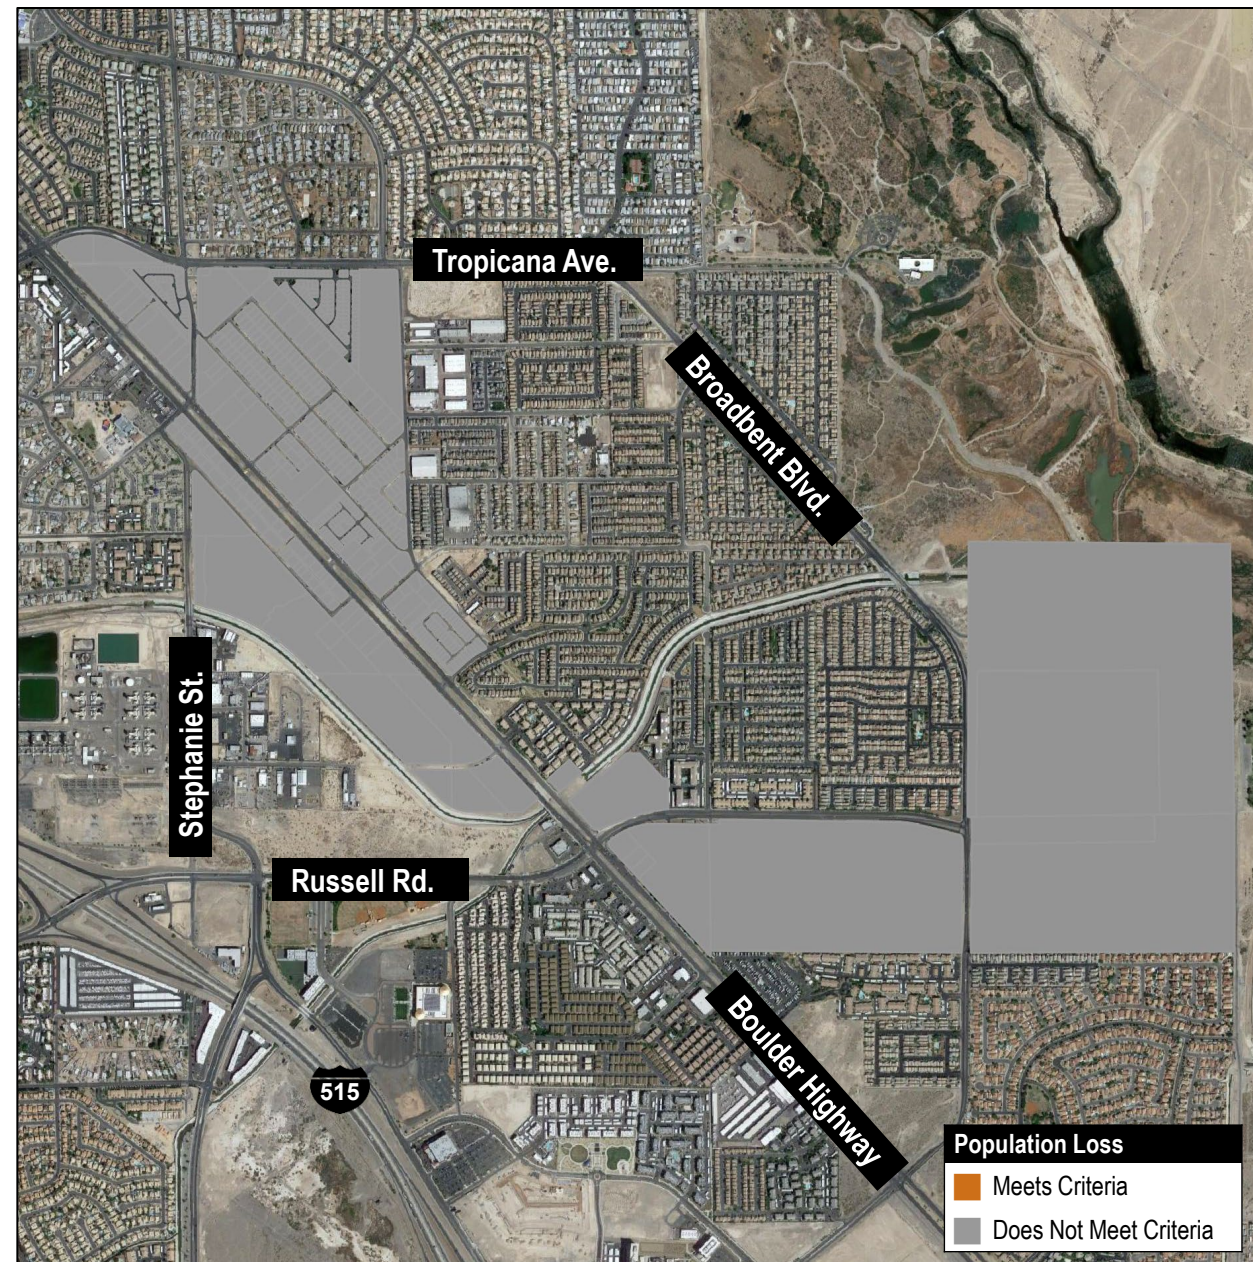 Tropicana Ave.
Broadbent Blvd.
Stephanie St.
Russell Rd.
Boulder Highway
515
Population Loss
Meets Criteria
Does Not Meet Criteria